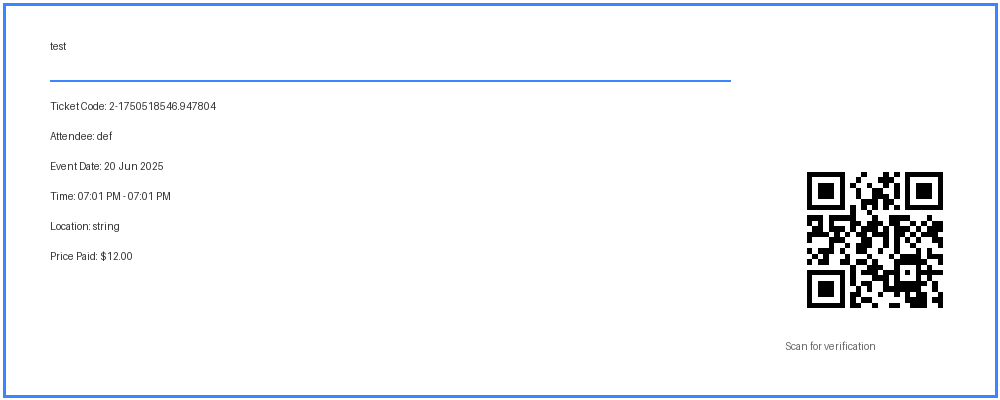 test
Ticket Code: 2-1750518546.947804
Attendee: def
Event Date: 20 Jun 2025
Time: 07:01 PM - 07:01 PM
Location: string
Price Paid: $12.00
Scan for verification